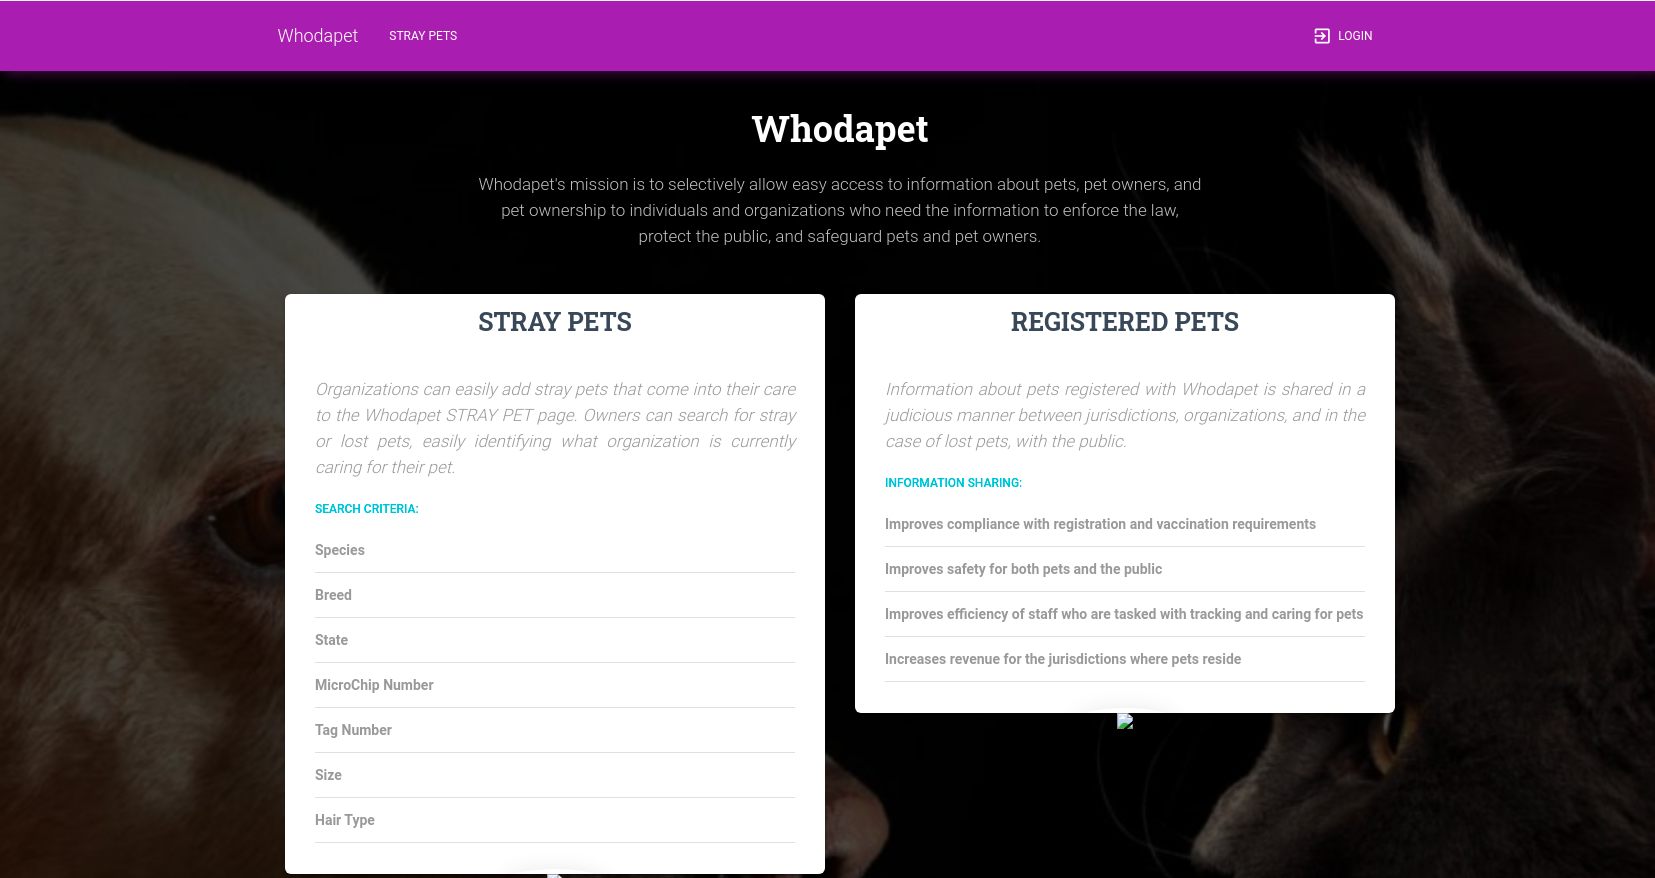 Whodapet
STRAY PETS
LOGIN
Whodapet
Whodapet's mission is to selectively allow easy access to information about pets, pet owners, and
pet ownership to individuals and organizations who need the information to enforce the law,
protect the public, and safeguard pets and pet owners.
STRAY PETS
Organizations can easily add stray pets that come into their care
to the Whodapet STRAY PET page. Owners can search for stray
or lost pets, easily identifying what organization is currently
caring for their pet.
SEARCH CRITERIA:
Species
Breed
State
MicroChip Number
Tag Number
Size
Hair Type
REGISTERED PETS
Information about pets registered with Whodapet is shared in a
judicious manner between jurisdictions, organizations, and in the
case of lost pets, with the public.
INFORMATION SHARING:
Improves compliance with registration and vaccination requirements
Improves safety for both pets and the public
Improves efficiency of staff who are tasked with tracking and caring for pets
Increases revenue for the jurisdictions where pets reside